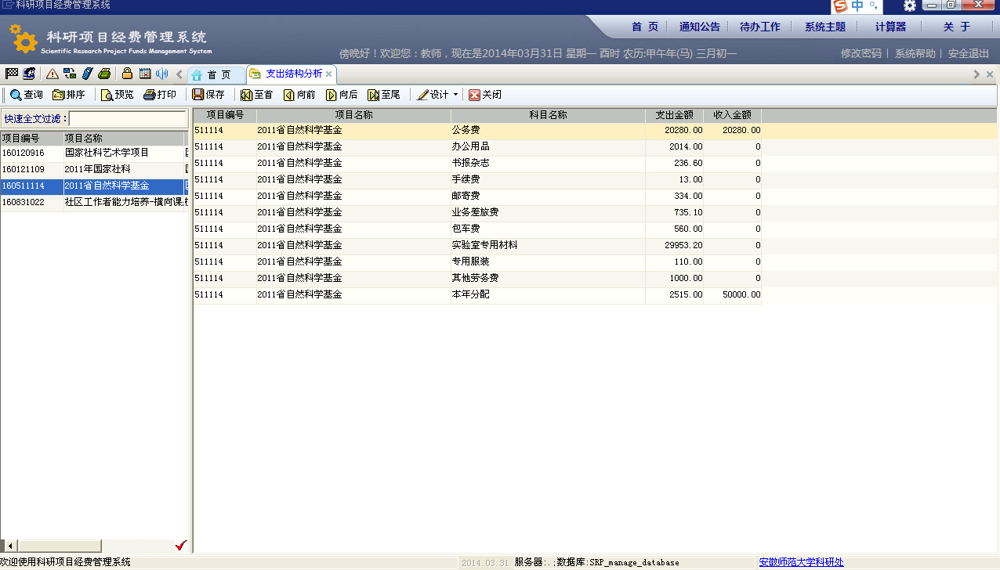 科研项目经费管理系统
中
首 页 通知公告 待办工作 系统主题 计算器 关 于
科研项目经费管理系统
Scientific Research Project Funds Management System
傍晚好！欢迎您：教师，现在是2014年03月31日 星期一 酉时 农历:甲午年(马) 三月初一
修改密码 系统帮助 安全退出
首 页 支出结构分析
查询 排序 预览 打印 保存 至首 向前 向后 至尾 设计 关闭
快速全文过滤：
项目编号 项目名称
160120916 国家社科艺术学项目
160121109 2011年国家社科
160511114 2011省自然科学基金
160831022 社区工作者能力培养-横向课
项目编号 项目名称 科目名称 支出金额 收入金额
511114 2011省自然科学基金 公务费 20280.00 20280.00
511114 2011省自然科学基金 办公用品 2014.00 0
511114 2011省自然科学基金 书报杂志 236.60 0
511114 2011省自然科学基金 手续费 13.00 0
511114 2011省自然科学基金 邮寄费 334.00 0
511114 2011省自然科学基金 业务差旅费 735.10 0
511114 2011省自然科学基金 包车费 560.00 0
511114 2011省自然科学基金 实验室专用材料 29953.20 0
511114 2011省自然科学基金 专用服装 110.00 0
511114 2011省自然科学基金 其他劳务费 1000.00 0
511114 2011省自然科学基金 本年分配 2515.00 50000.00
欢迎使用科研项目经费管理系统 2014.03.31 服务器:.;数据库:SRP_manage_database 安徽师范大学科研处